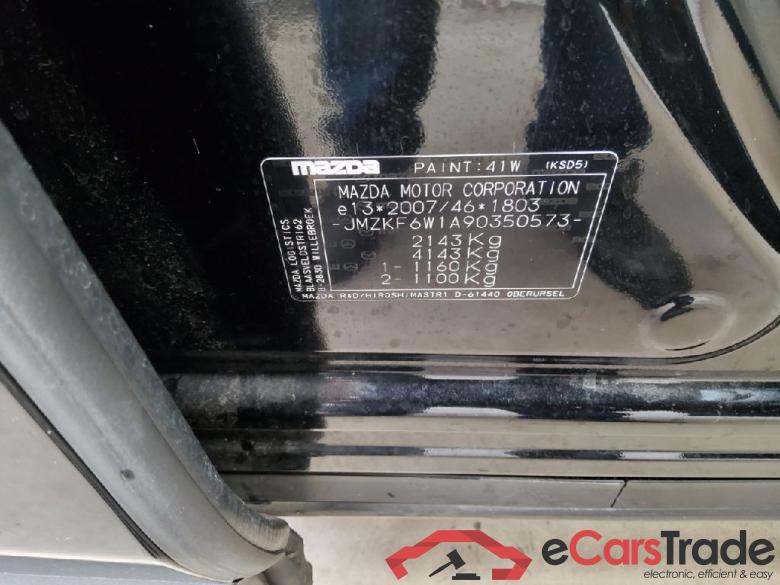 mazda PAINT:41W (KSD5)
MAZDA MOTOR CORPORATION
e13*2007/46*1803
-JMZKF6W1A90350573-
2143 Kg
4143 Kg
1- 1160 Kg
2- 1100 Kg
MAZDA LOGISTICS
BLAASVELDSTR162
B-2830 WILLEBROEK
MAZDA R&D/HIROSHIMASTR1 D-61440 OBERURSEL
eCarsTrade
electronic, efficient & easy